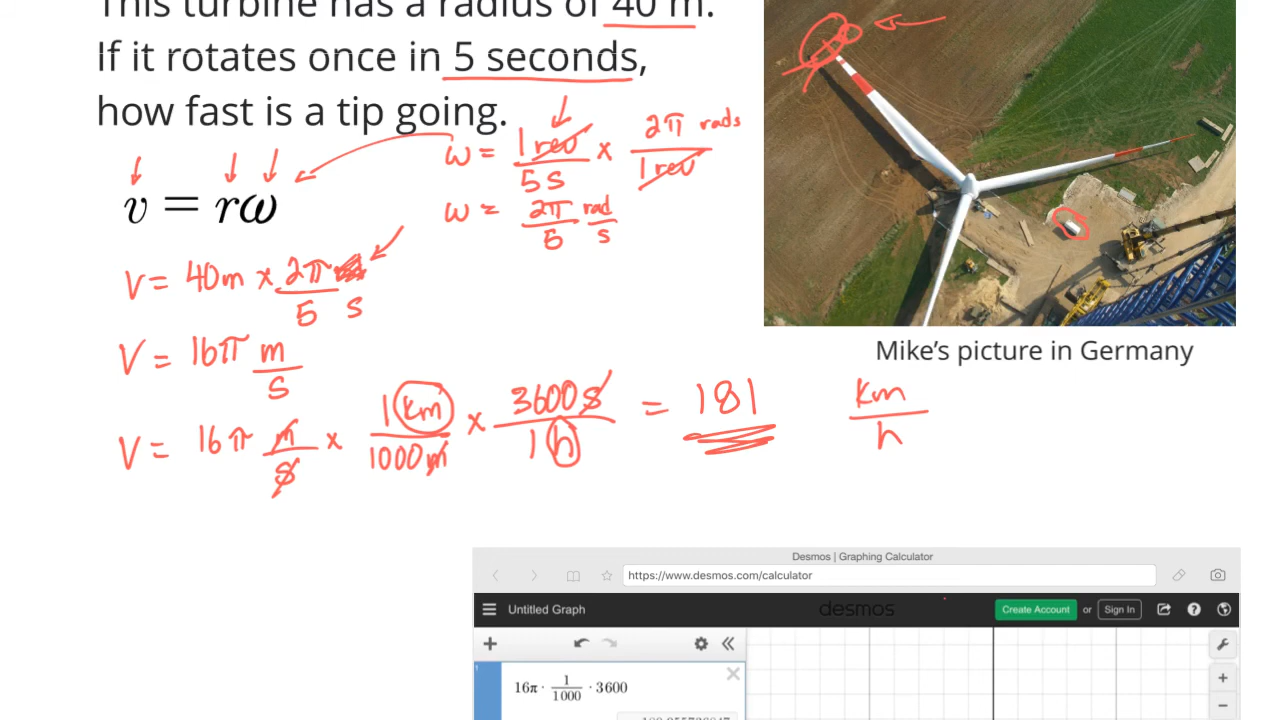 This turbine has a radius of 40 m.
If it rotates once in 5 seconds,
how fast is a tip going.
ω = 1 rev / 5 s × 2π rads / 1 rev
ω = 2π / 5 rad / s
v = rω
V = 40m × 2π / 5 s
V = 16π m / s
V = 16π m / s × 1 km / 1000 m × 3600 s / 1 h = 181 km / h
Mike's picture in Germany
Desmos | Graphing Calculator
https://www.desmos.com/calculator
Untitled Graph
desmos
Create Account or Sign In
1
16π · 1/1000 · 3600